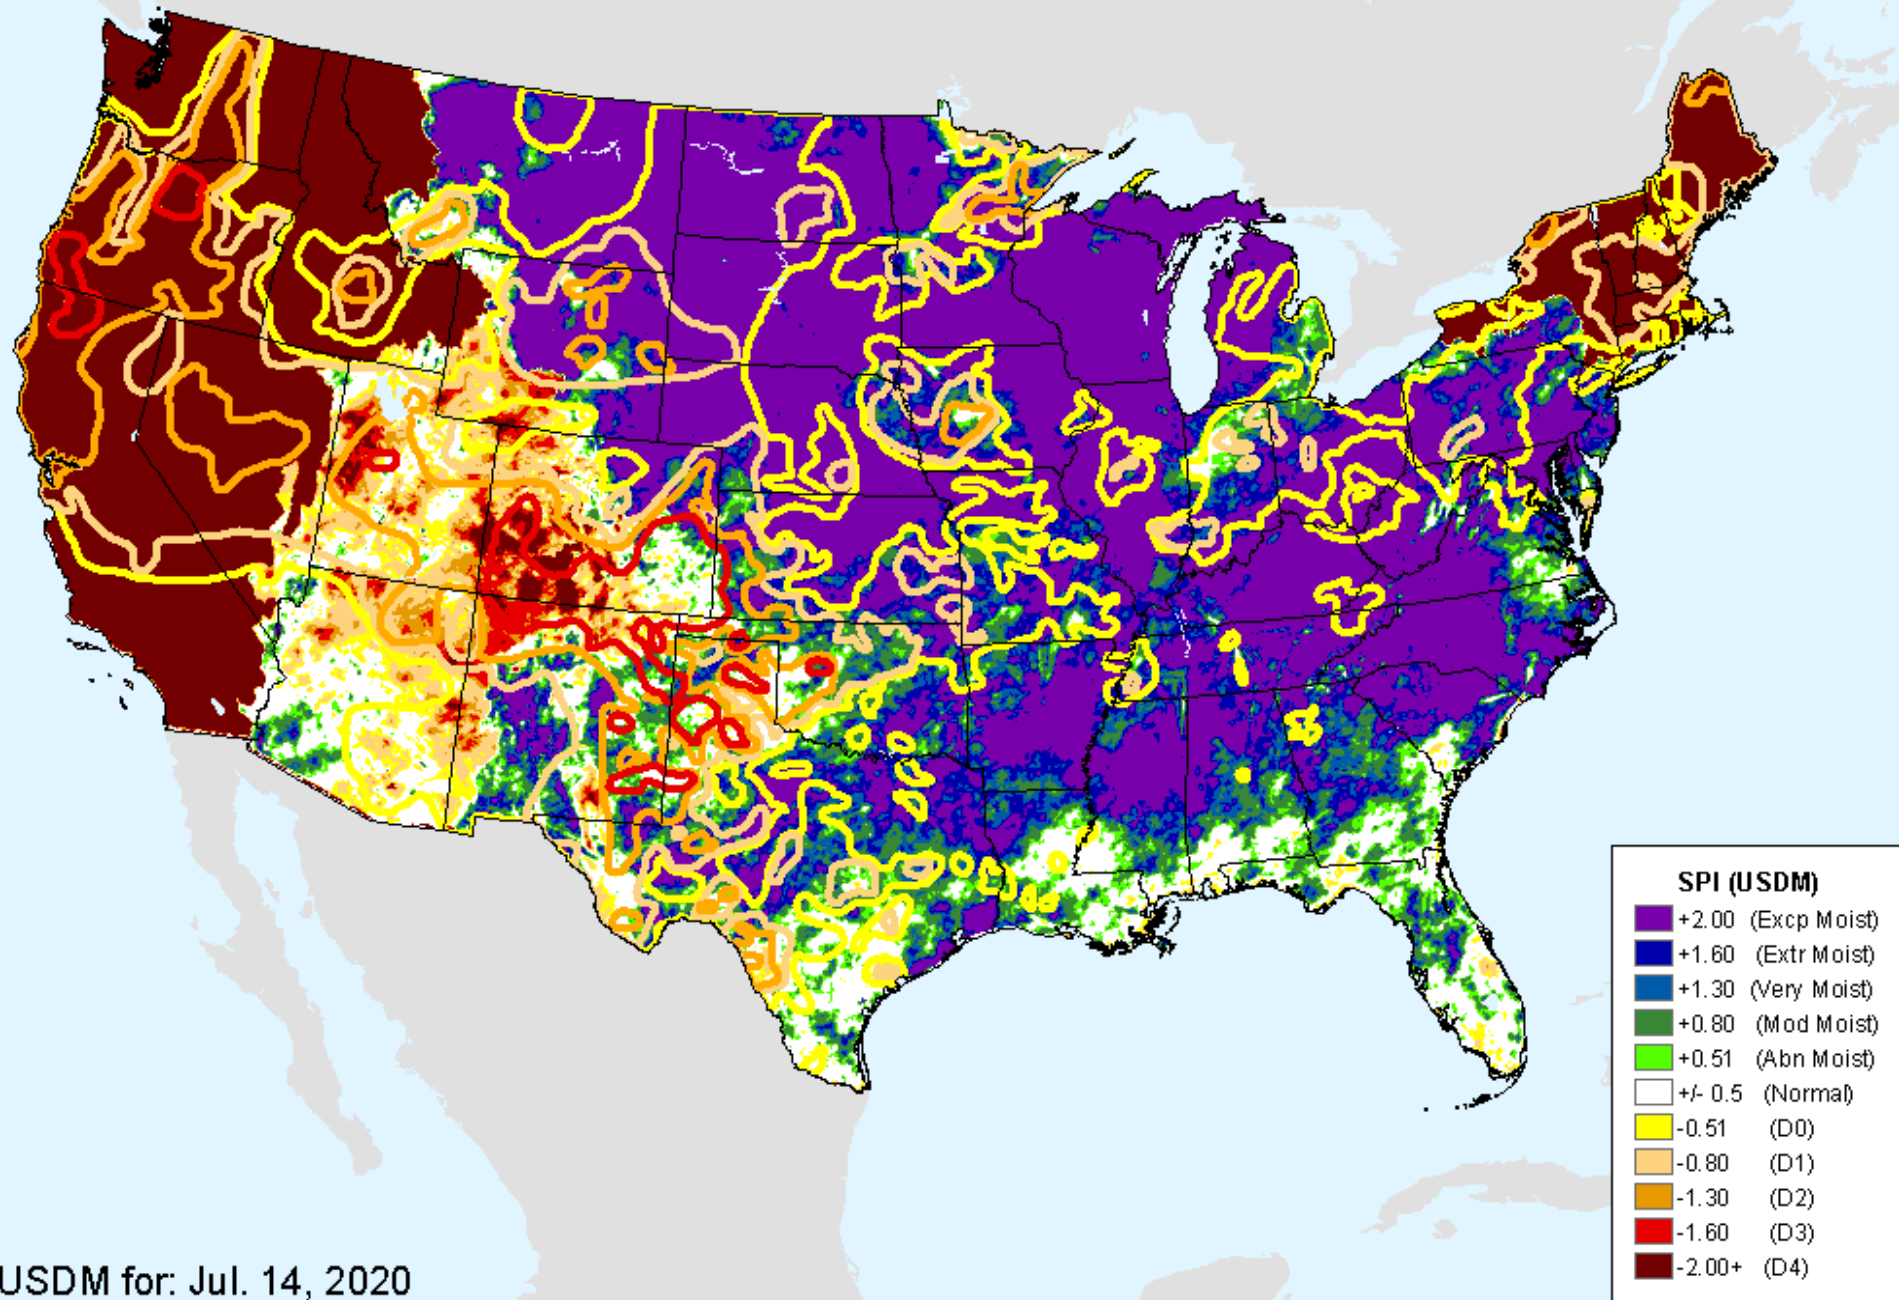 SPI (USDM)
+2.00 (Excp Moist)
+1.60 (Extr Moist)
+1.30 (Very Moist)
+0.80 (Mod Moist)
+0.51 (Abn Moist)
+/- 0.5 (Normal)
-0.51 (D0)
-0.80 (D1)
-1.30 (D2)
-1.60 (D3)
-2.00+ (D4)
USDM for: Jul. 14, 2020